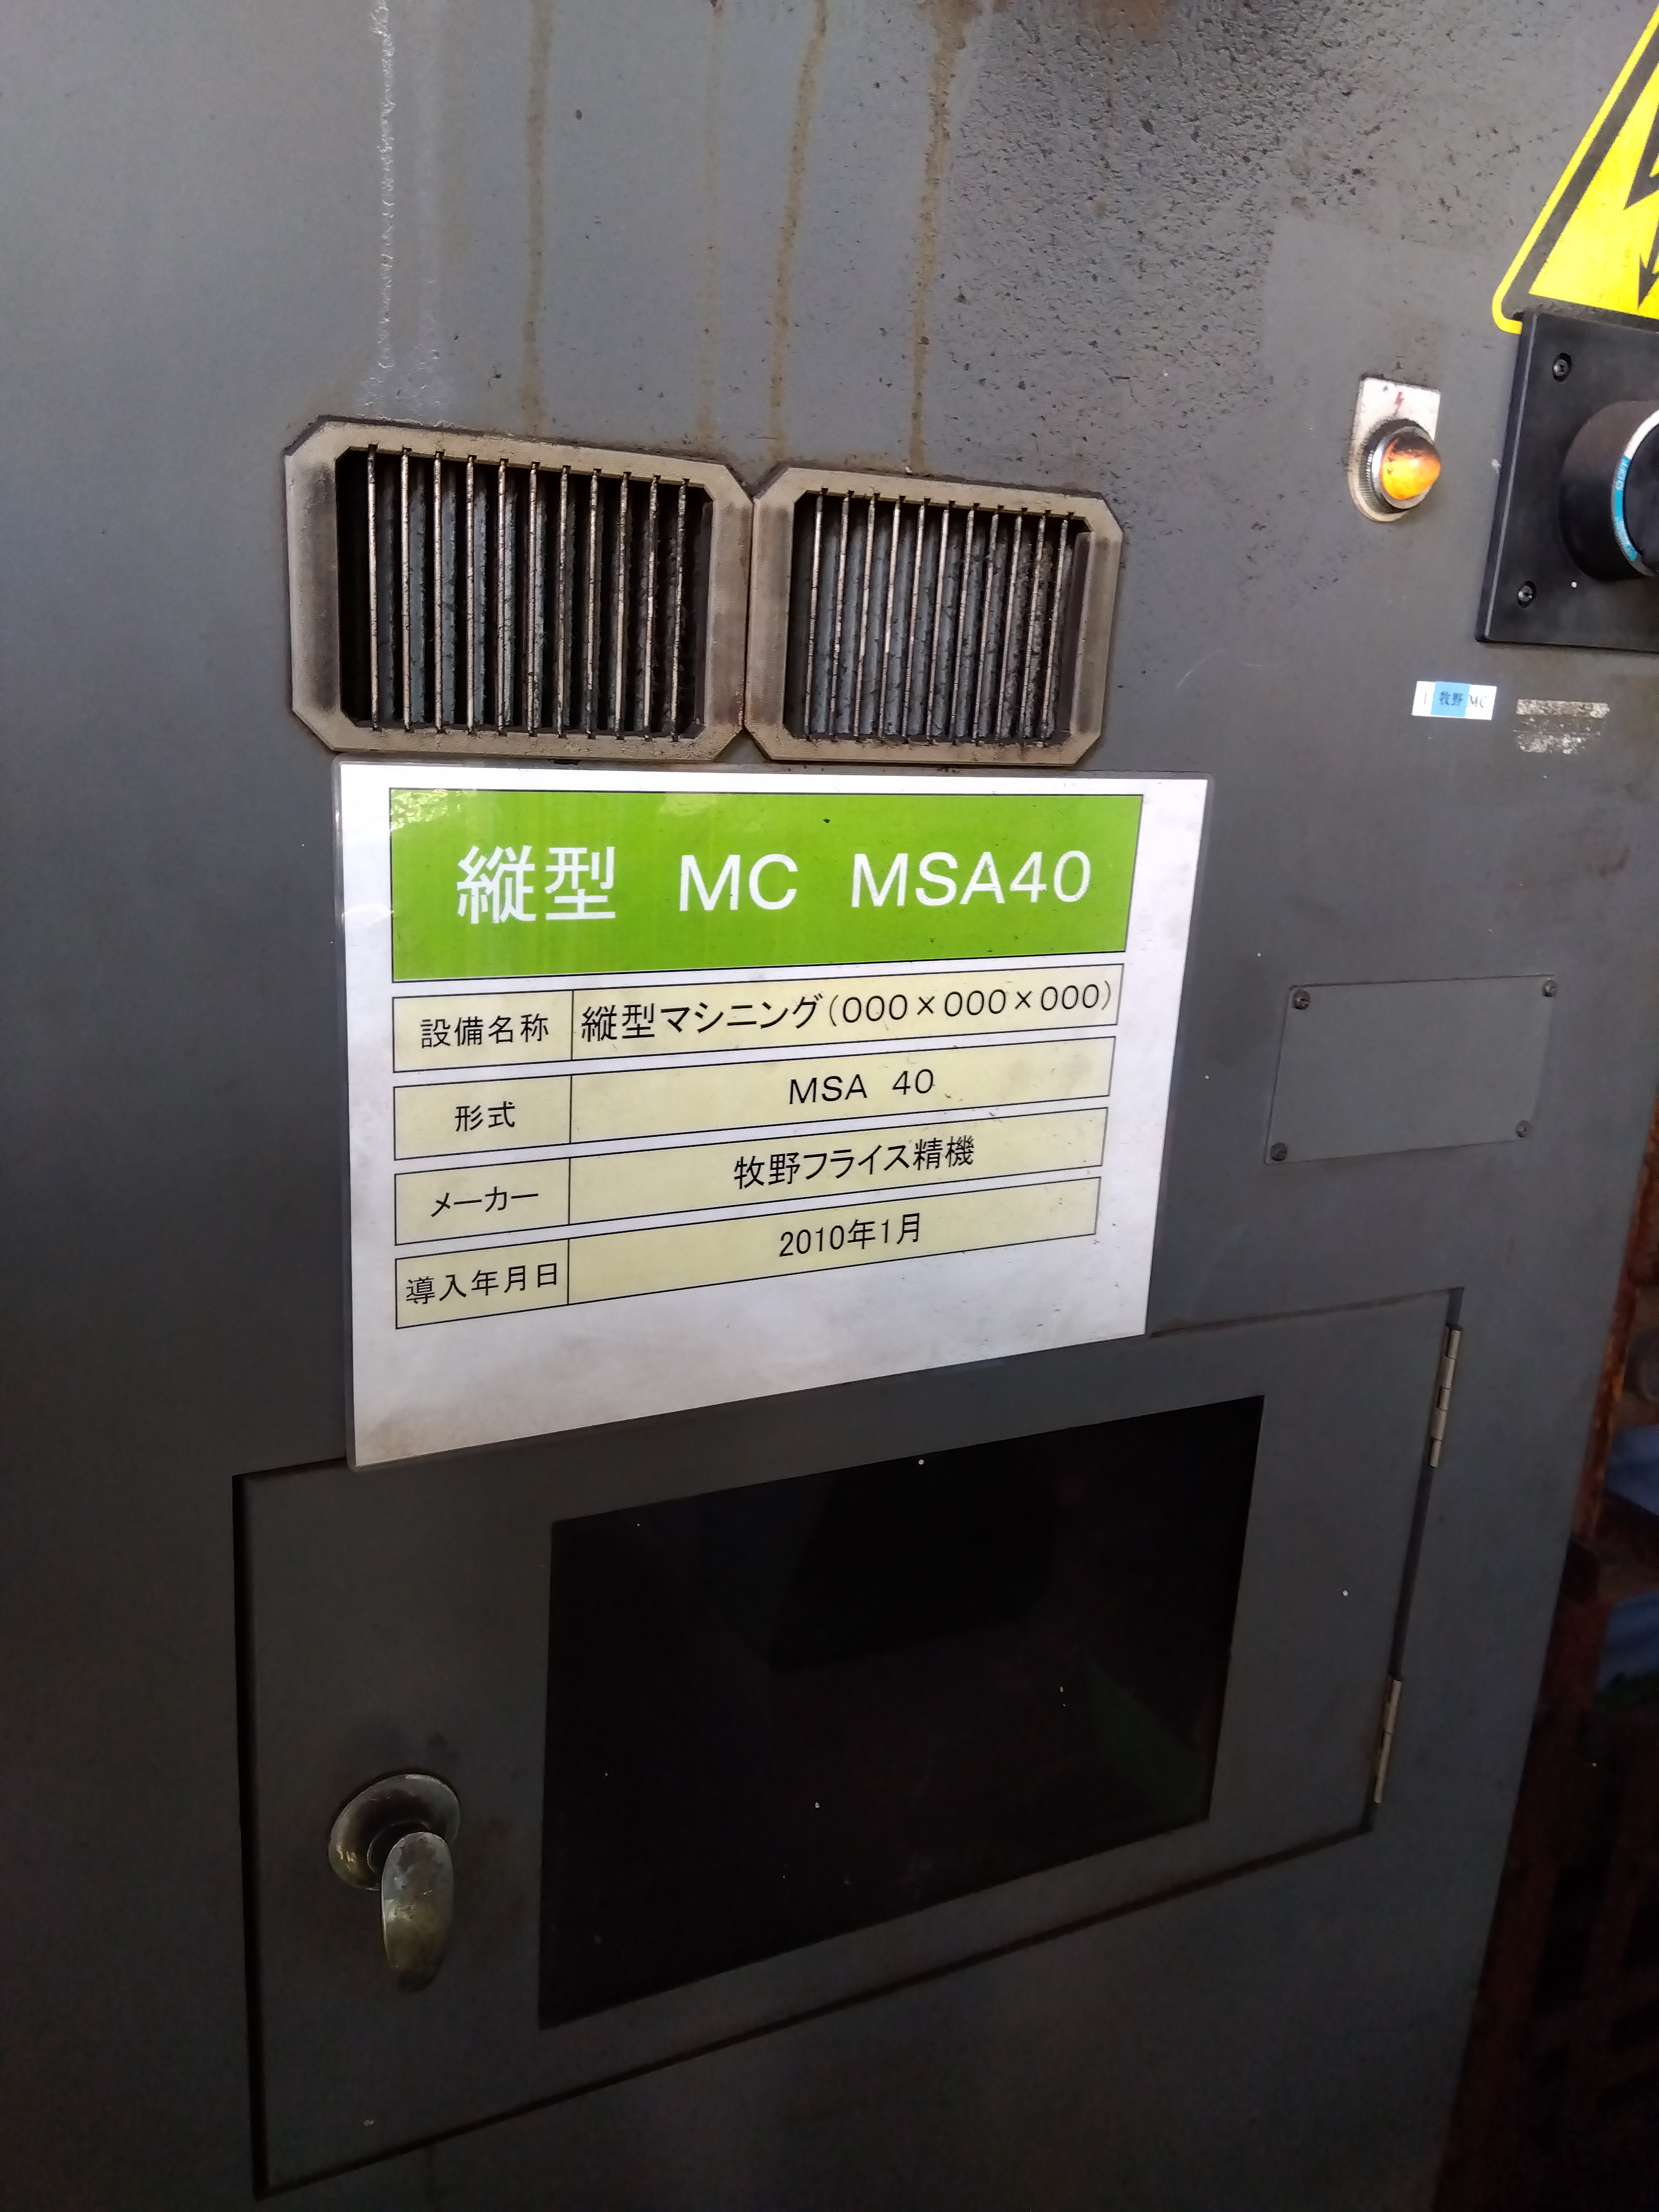 1 牧野 MC
縦型 MC MSA40
設備名称 縦型マシニング(000×000×000)
形式 MSA 40
メーカー 牧野フライス精機
導入年月日 2010年1月